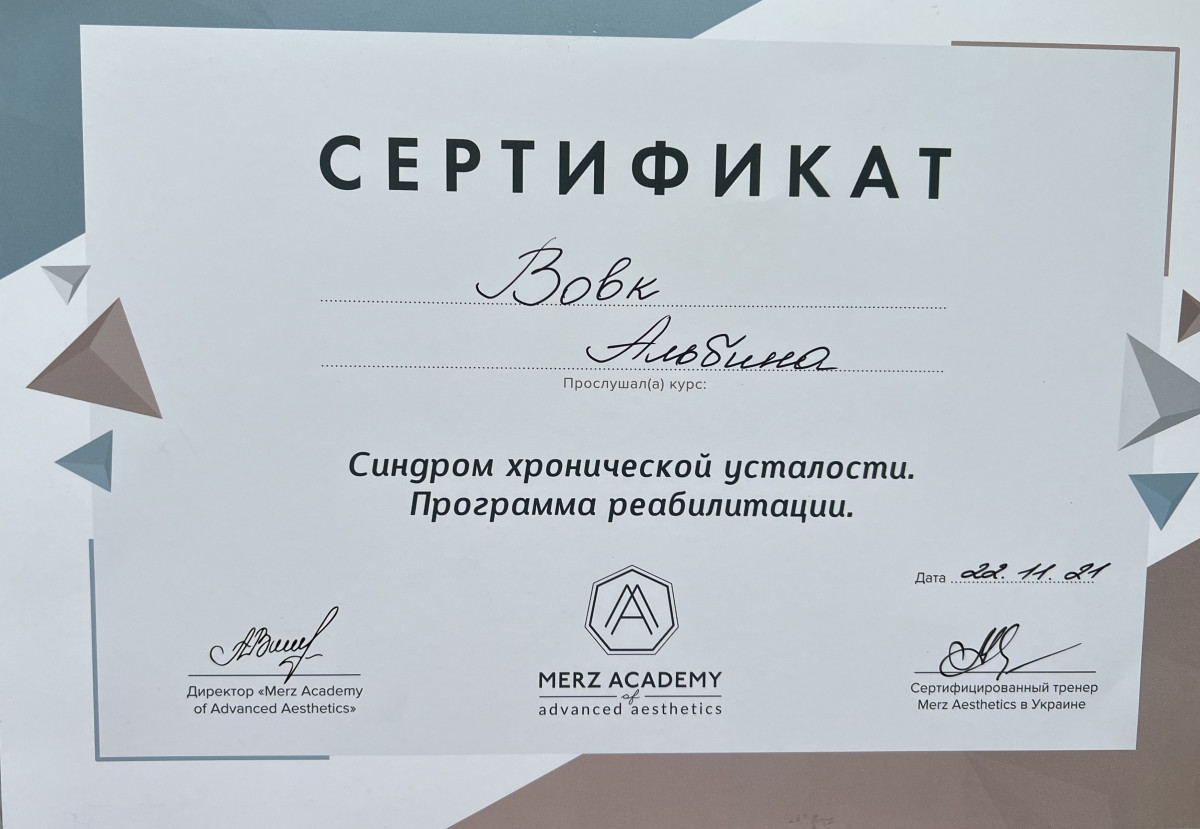 СЕРТИФИКАТ
Вовк
Альбина
Прослушал(а) курс:
Синдром хронической усталости.
Программа реабилитации.
Дата 22.11.21
Директор «Merz Academy
of Advanced Aesthetics»
MERZ ACADEMY
of
advanced aesthetics
Сертифицированный тренер
Merz Aesthetics в Украине